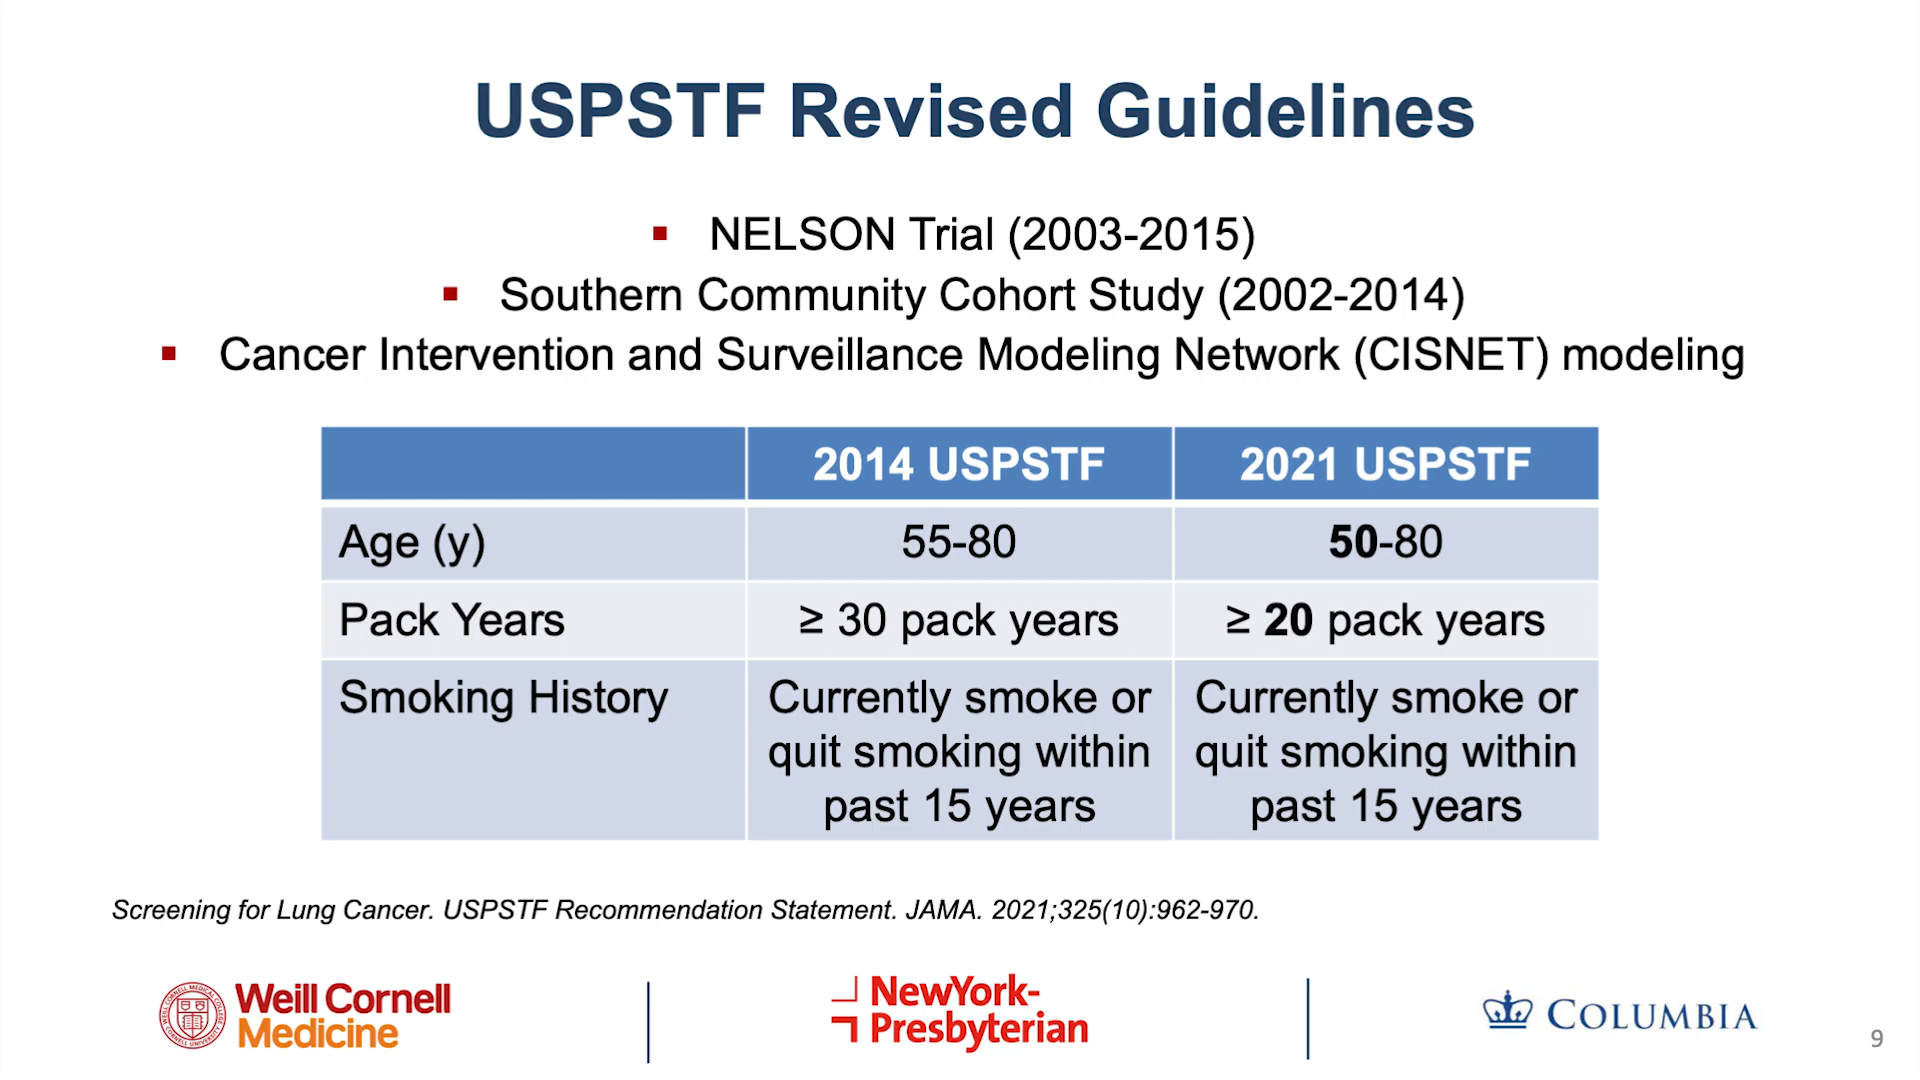 USPSTF Revised Guidelines
▪ NELSON Trial (2003-2015)
▪ Southern Community Cohort Study (2002-2014)
▪ Cancer Intervention and Surveillance Modeling Network (CISNET) modeling
2014 USPSTF 2021 USPSTF
Age (y) 55-80 50-80
Pack Years ≥ 30 pack years ≥ 20 pack years
Smoking History Currently smoke or quit smoking within past 15 years Currently smoke or quit smoking within past 15 years
Screening for Lung Cancer. USPSTF Recommendation Statement. JAMA. 2021;325(10):962-970.
Weill Cornell
Medicine
NewYork-
Presbyterian
COLUMBIA
9